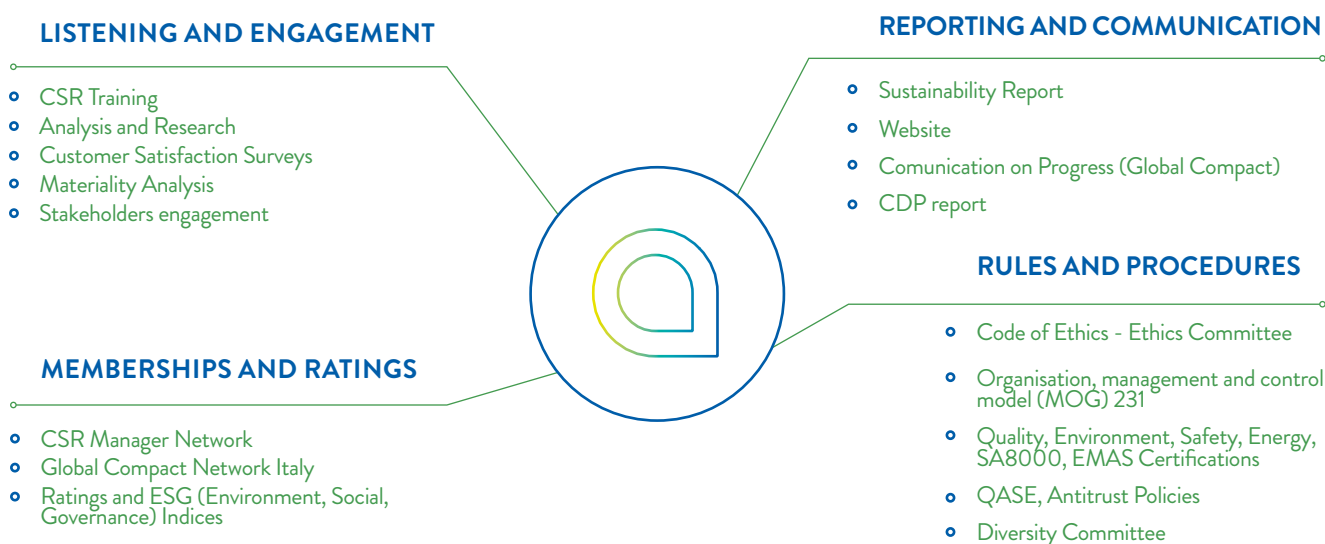 LISTENING AND ENGAGEMENT
CSR Training
Analysis and Research
Customer Satisfaction Surveys
Materiality Analysis
Stakeholders engagement
REPORTING AND COMMUNICATION
Sustainability Report
Website
Comunication on Progress (Global Compact)
CDP report
MEMBERSHIPS AND RATINGS
CSR Manager Network
Global Compact Network Italy
Ratings and ESG (Environment, Social,
Governance) Indices
RULES AND PROCEDURES
Code of Ethics - Ethics Committee
Organisation, management and control
model (MOG) 231
Quality, Environment, Safety, Energy,
SA8000, EMAS Certifications
QASE, Antitrust Policies
Diversity Committee